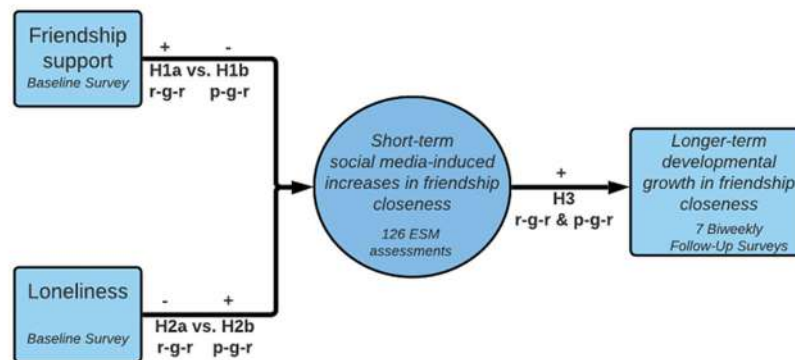 Friendship
support
Baseline Survey
+ -
H1a vs. H1b
r-g-r p-g-r
Short-term
social media-induced
increases in friendship
closeness
126 ESM
assessments
+
H3
r-g-r & p-g-r
Longer-term
developmental
growth in friendship
closeness
7 Biweekly
Follow-Up Surveys
Loneliness
Baseline Survey
- +
H2a vs. H2b
r-g-r p-g-r